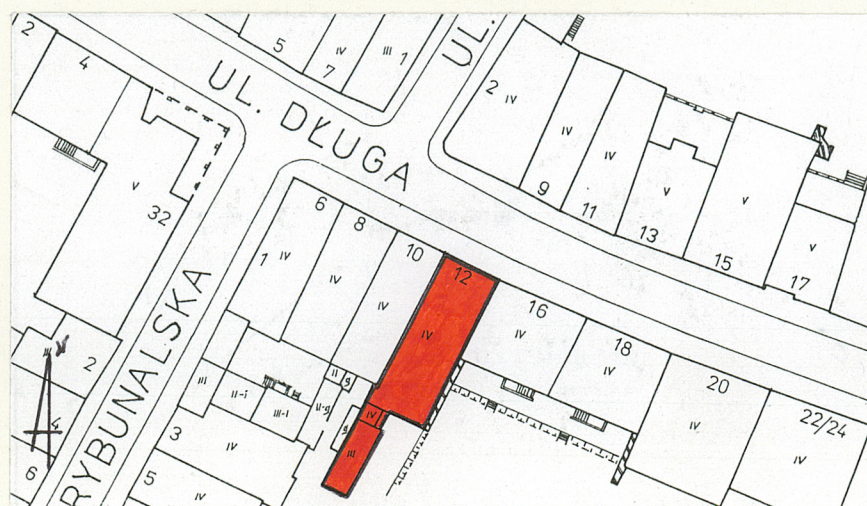 2
4
5
IV
7
III
1
UL.
UL. DŁUGA
2
IV
IV
9
IV
11
V
13
V
15
V
17
V
32
6
1
IV
8
IV
10
IV
12
IV
16
IV
18
IV
20
IV
22/24
IV
RYBUNALSKA
III
2
4
6
III
II-i
III-I
II-g
II
g
g
IV
III
3
IV
5
IV